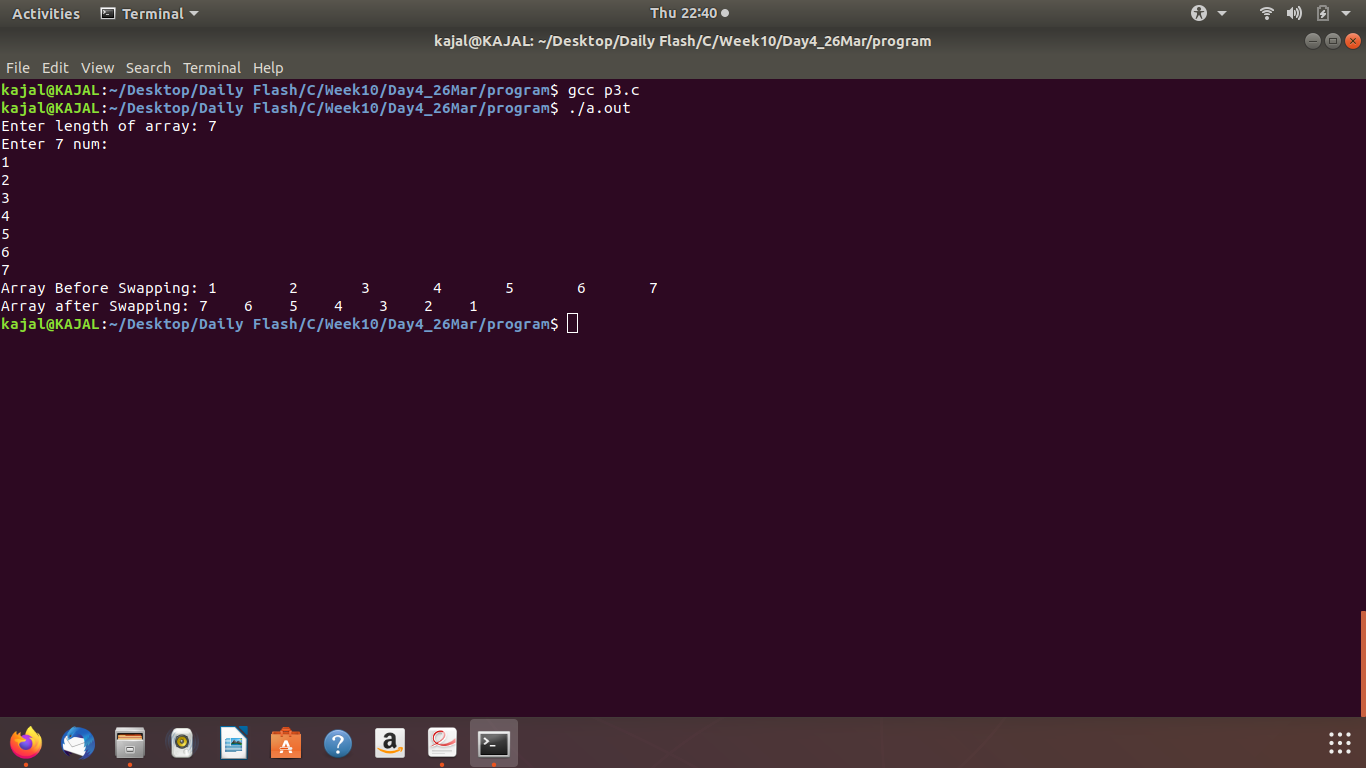 Activities Terminal Thu 22:40
kajal@KAJAL: ~/Desktop/Daily Flash/C/Week10/Day4_26Mar/program
File Edit View Search Terminal Help
kajal@KAJAL:~/Desktop/Daily Flash/C/Week10/Day4_26Mar/program$ gcc p3.c
kajal@KAJAL:~/Desktop/Daily Flash/C/Week10/Day4_26Mar/program$ ./a.out
Enter length of array: 7
Enter 7 num:
1
2
3
4
5
6
7
Array Before Swapping: 1        2       3       4       5       6       7
Array after Swapping: 7    6    5    4    3    2    1
kajal@KAJAL:~/Desktop/Daily Flash/C/Week10/Day4_26Mar/program$